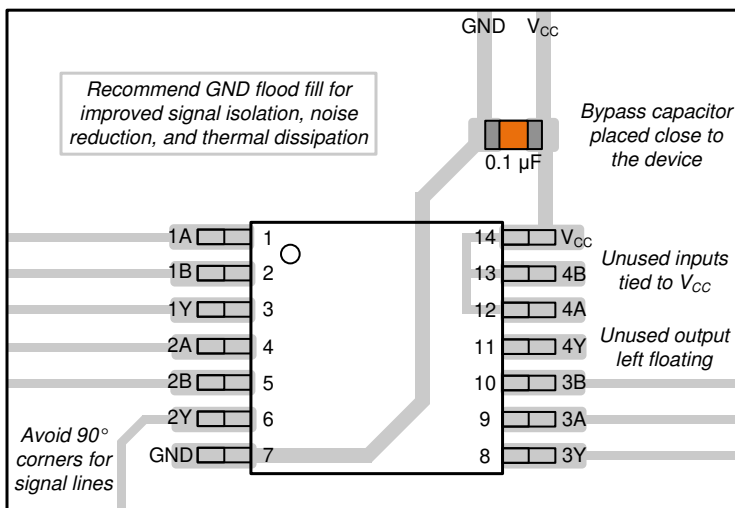 GND VCC
Recommend GND flood fill for
improved signal isolation, noise
reduction, and thermal dissipation
0.1 µF
Bypass capacitor
placed close to
the device
1A 1 14 VCC
1B 2 13 4B
1Y 3 12 4A
2A 4 11 4Y
2B 5 10 3B
2Y 6 9 3A
GND 7 8 3Y
Unused inputs
tied to VCC
Unused output
left floating
Avoid 90°
corners for
signal lines